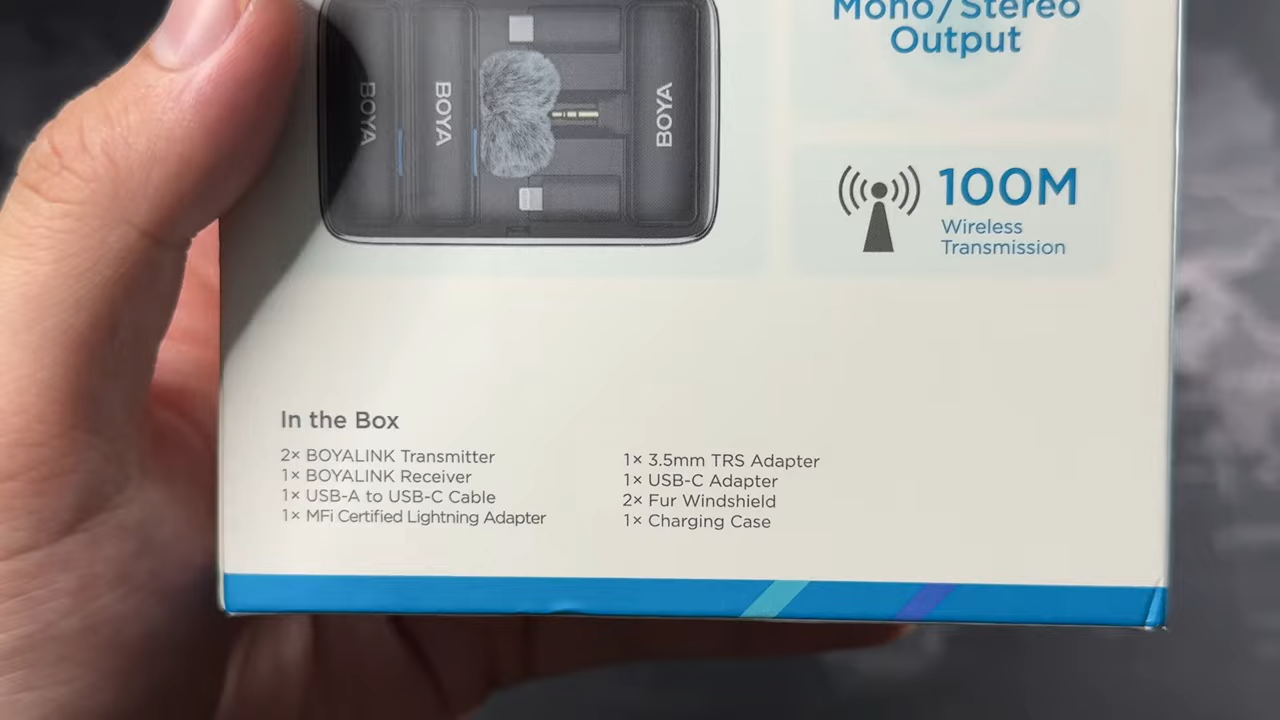 BOYA
BOYA
BOYA
Mono/Stereo
Output
100M
Wireless
Transmission
In the Box
2× BOYALINK Transmitter
1× BOYALINK Receiver
1× USB-A to USB-C Cable
1× MFi Certified Lightning Adapter
1× 3.5mm TRS Adapter
1× USB-C Adapter
2× Fur Windshield
1× Charging Case